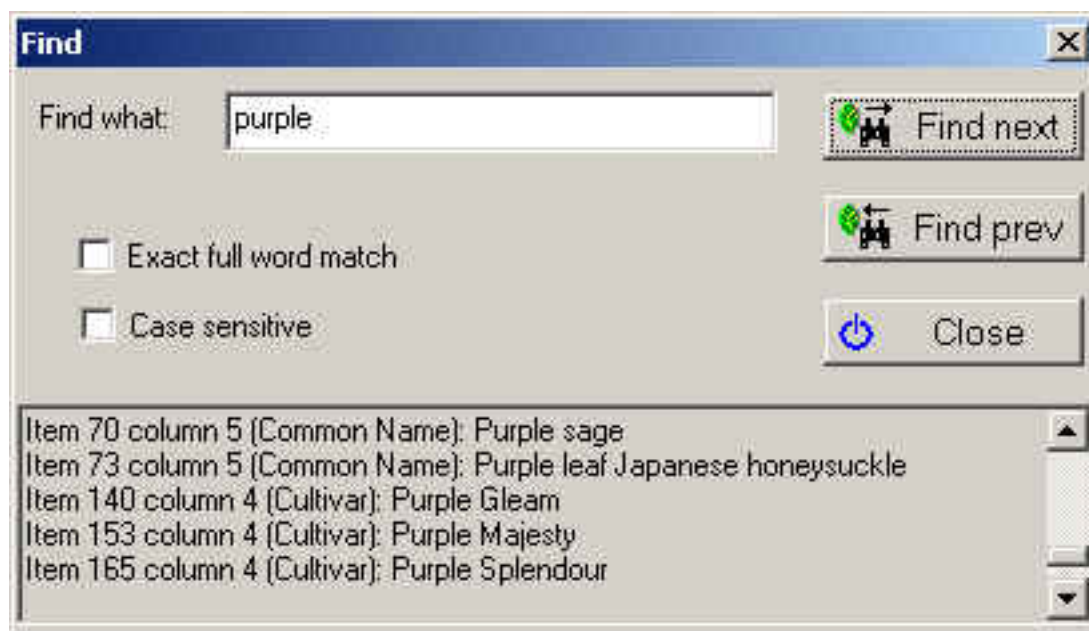 Find
Find what: purple
Find next
Find prev
Exact full word match
Case sensitive
Close
Item 70 column 5 (Common Name): Purple sage
Item 73 column 5 (Common Name): Purple leaf Japanese honeysuckle
Item 140 column 4 (Cultivar): Purple Gleam
Item 153 column 4 (Cultivar): Purple Majesty
Item 165 column 4 (Cultivar): Purple Splendour